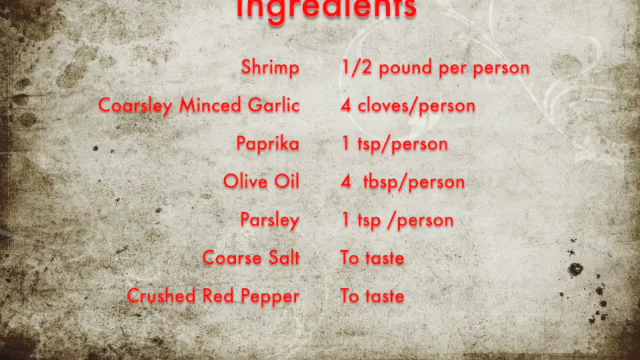 Ingredients
Shrimp 1/2 pound per person
Coarsley Minced Garlic 4 cloves/person
Paprika 1 tsp/person
Olive Oil 4 tbsp/person
Parsley 1 tsp /person
Coarse Salt To taste
Crushed Red Pepper To taste